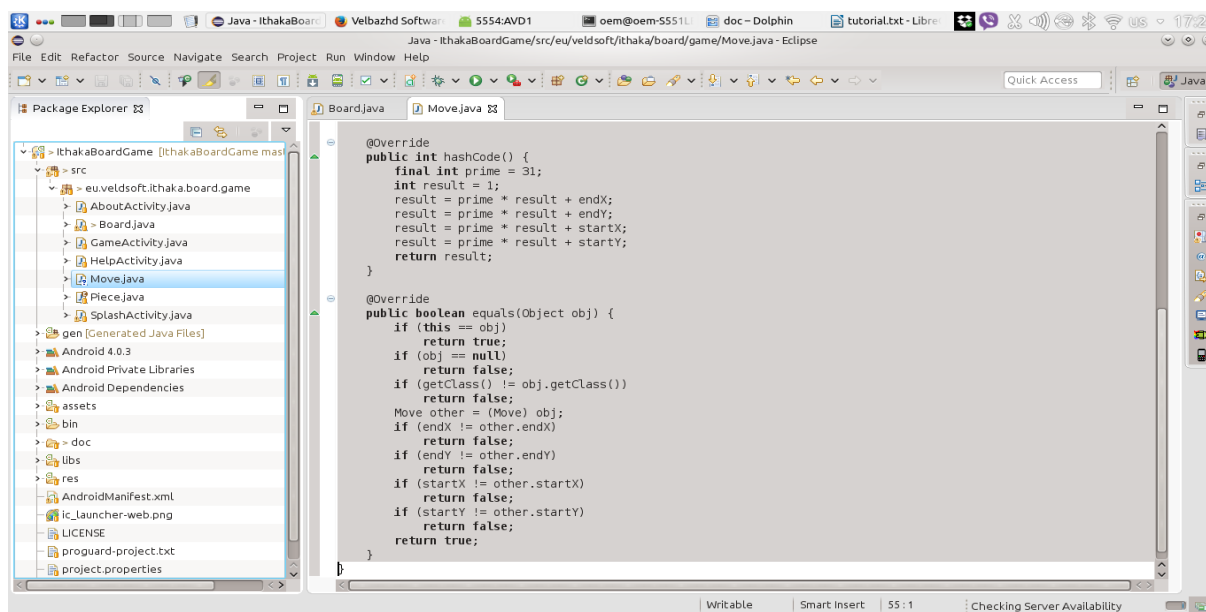 Java - IthakaBoard
Velbazhd Softwar
5554:AVD1
oem@oem-S551L
doc – Dolphin
tutorial.txt - Libre
us
17:2
Java - IthakaBoardGame/src/eu/veldsoft/ithaka/board/game/Move.java - Eclipse
File Edit Refactor Source Navigate Search Project Run Window Help
Quick Access
Java
Package Explorer
Board.java
Move.java
> IthakaBoardGame [IthakaBoardGame mas
> src
> eu.veldsoft.ithaka.board.game
AboutActivity.java
> Board.java
GameActivity.java
HelpActivity.java
Move.java
Piece.java
SplashActivity.java
gen [Generated Java Files]
Android 4.0.3
Android Private Libraries
Android Dependencies
assets
bin
> doc
libs
res
AndroidManifest.xml
ic_launcher-web.png
LICENSE
proguard-project.txt
project.properties
@Override
public int hashCode() {
final int prime = 31;
int result = 1;
result = prime * result + endX;
result = prime * result + endY;
result = prime * result + startX;
result = prime * result + startY;
return result;
}
@Override
public boolean equals(Object obj) {
if (this == obj)
return true;
if (obj == null)
return false;
if (getClass() != obj.getClass())
return false;
Move other = (Move) obj;
if (endX != other.endX)
return false;
if (endY != other.endY)
return false;
if (startX != other.startX)
return false;
if (startY != other.startY)
return false;
return true;
}
}
Writable
Smart Insert
55 : 1
Checking Server Availability